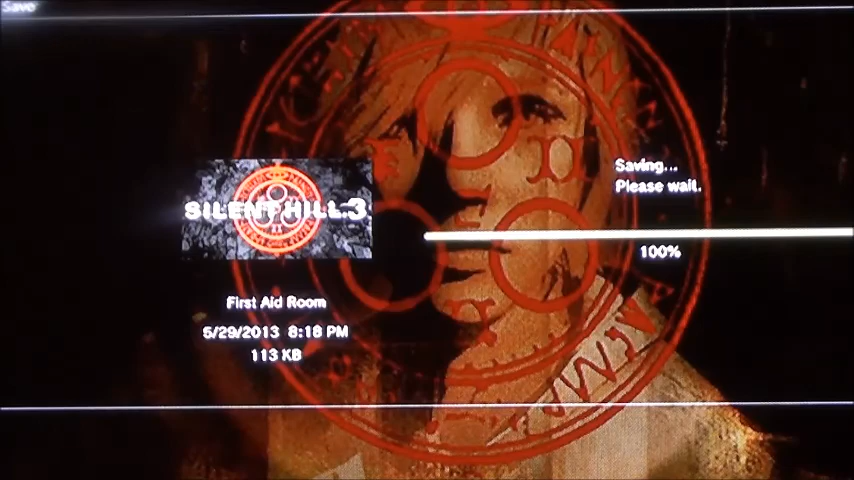 Save
Saving...
Please wait.
SILENT HILL 3
100%
First Aid Room
5/29/2013 8:18 PM
113 KB